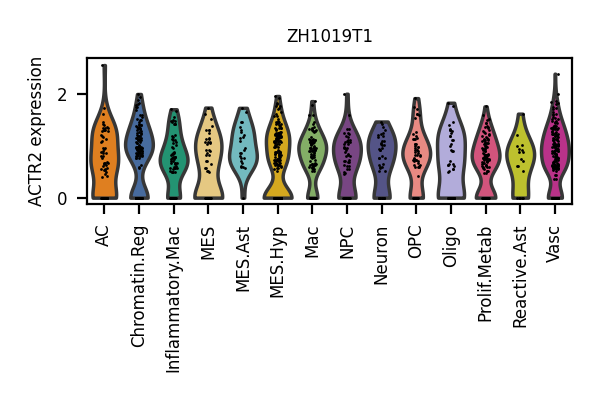 ZH1019T1
ACTR2 expression
2
0
AC
Chromatin.Reg
Inflammatory.Mac
MES
MES.Ast
MES.Hyp
Mac
NPC
Neuron
OPC
Oligo
Prolif.Metab
Reactive.Ast
Vasc